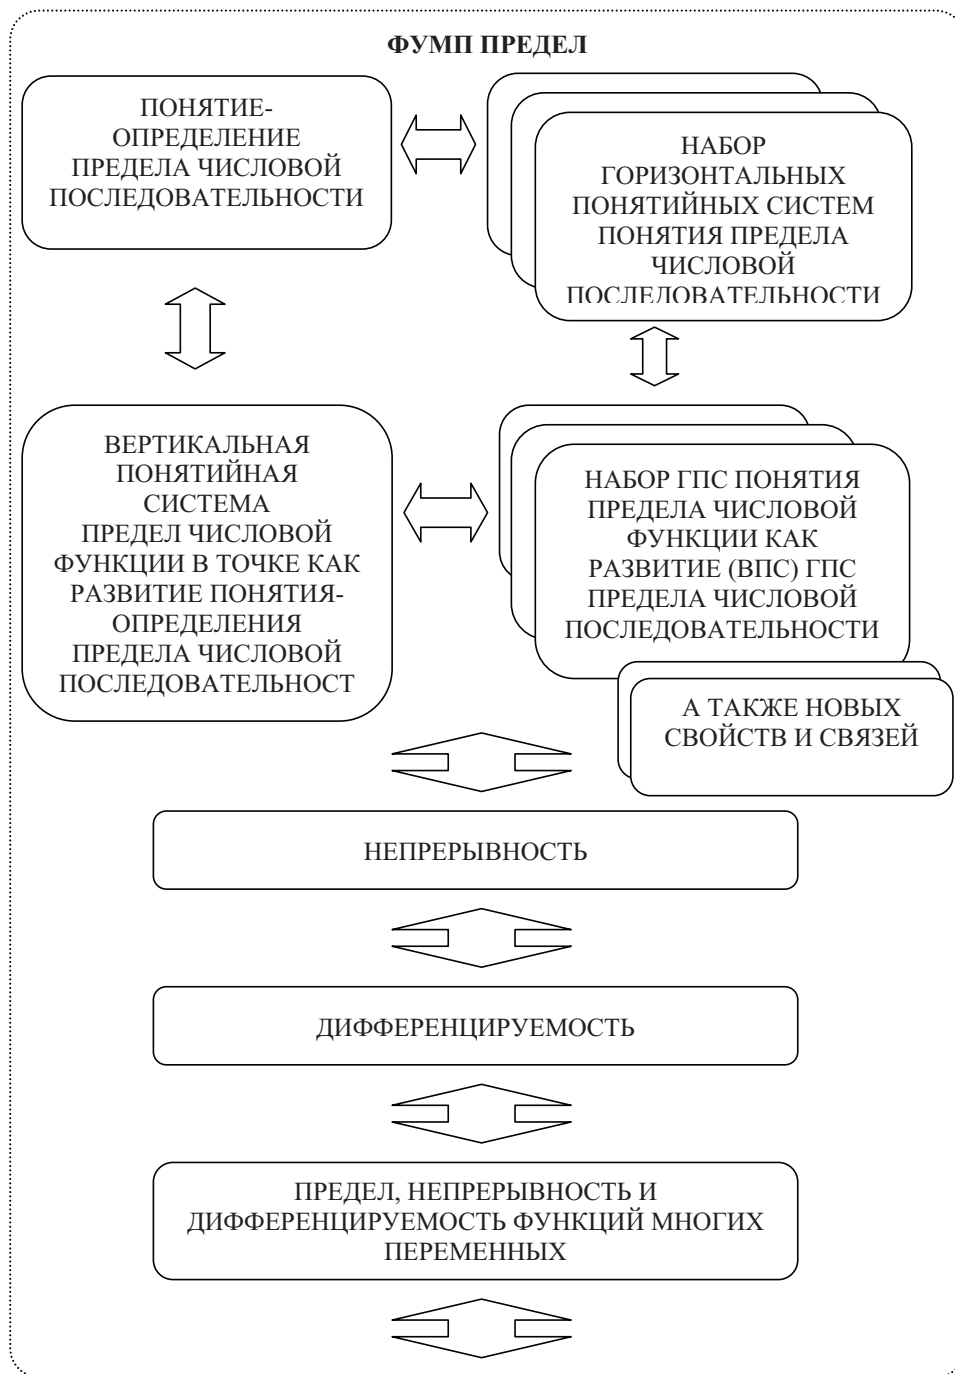 ФУМП ПРЕДЕЛ
ПОНЯТИЕ-
ОПРЕДЕЛЕНИЕ
ПРЕДЕЛА ЧИСЛОВОЙ
ПОСЛЕДОВАТЕЛЬНОСТИ
НАБОР
ГОРИЗОНТАЛЬНЫХ
ПОНЯТИЙНЫХ СИСТЕМ
ПОНЯТИЯ ПРЕДЕЛА
ЧИСЛОВОЙ
ПОСЛЕДОВАТЕЛЬНОСТИ
ВЕРТИКАЛЬНАЯ
ПОНЯТИЙНАЯ
СИСТЕМА
ПРЕДЕЛ ЧИСЛОВОЙ
ФУНКЦИИ В ТОЧКЕ КАК
РАЗВИТИЕ ПОНЯТИЯ-
ОПРЕДЕЛЕНИЯ
ПРЕДЕЛА ЧИСЛОВОЙ
ПОСЛЕДОВАТЕЛЬНОСТ
НАБОР ГПС ПОНЯТИЯ
ПРЕДЕЛА ЧИСЛОВОЙ
ФУНКЦИИ КАК
РАЗВИТИЕ (ВПС) ГПС
ПРЕДЕЛА ЧИСЛОВОЙ
ПОСЛЕДОВАТЕЛЬНОСТИ
А ТАКЖЕ НОВЫХ
СВОЙСТВ И СВЯЗЕЙ
НЕПРЕРЫВНОСТЬ
ДИФФЕРЕНЦИРУЕМОСТЬ
ПРЕДЕЛ, НЕПРЕРЫВНОСТЬ И
ДИФФЕРЕНЦИРУЕМОСТЬ ФУНКЦИЙ МНОГИХ
ПЕРЕМЕННЫХ